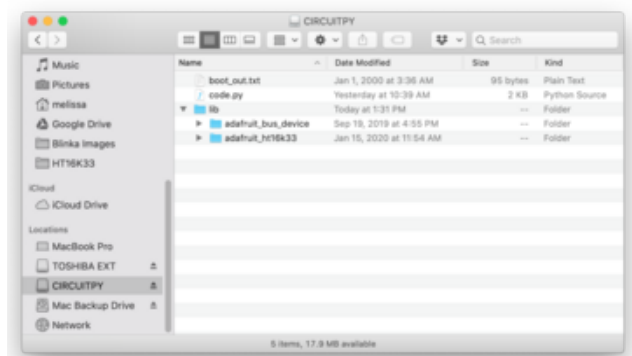 CIRCUITPY
Search
Music
Pictures
melissa
Google Drive
Blinka Images
HT16K33
iCloud
iCloud Drive
Locations
MacBook Pro
TOSHIBA EXT
CIRCUITPY
Mac Backup Drive
Network
Name Date Modified Size Kind
boot_out.txt Jan 1, 2000 at 3:36 AM 95 bytes Plain Text
code.py Yesterday at 10:39 AM 2 KB Python Source
lib Today at 1:31 PM -- Folder
adafruit_bus_device Sep 19, 2019 at 4:55 PM -- Folder
adafruit_ht16k33 Jan 15, 2020 at 11:54 AM -- Folder
5 items, 17.9 MB available